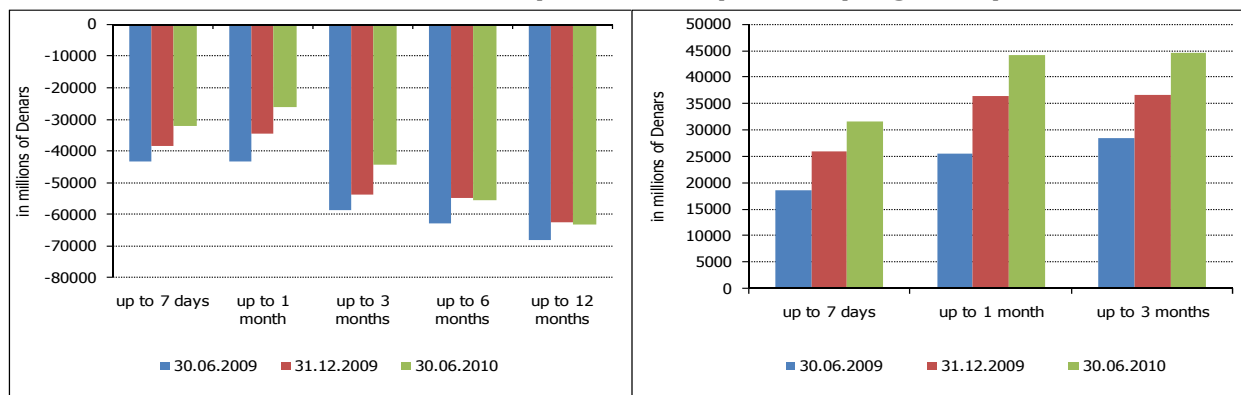 0
-10000
-20000
-30000
-40000
-50000
-60000
-70000
-80000
in millions of Denars
up to 7 days
up to 1
month
up to 3
months
up to 6
months
up to 12
months
30.06.2009 31.12.2009 30.06.2010
50000
45000
40000
35000
30000
25000
20000
15000
10000
5000
0
in millions of Denars
up to 7 days up to 1 month up to 3 months
30.06.2009 31.12.2009 30.06.2010